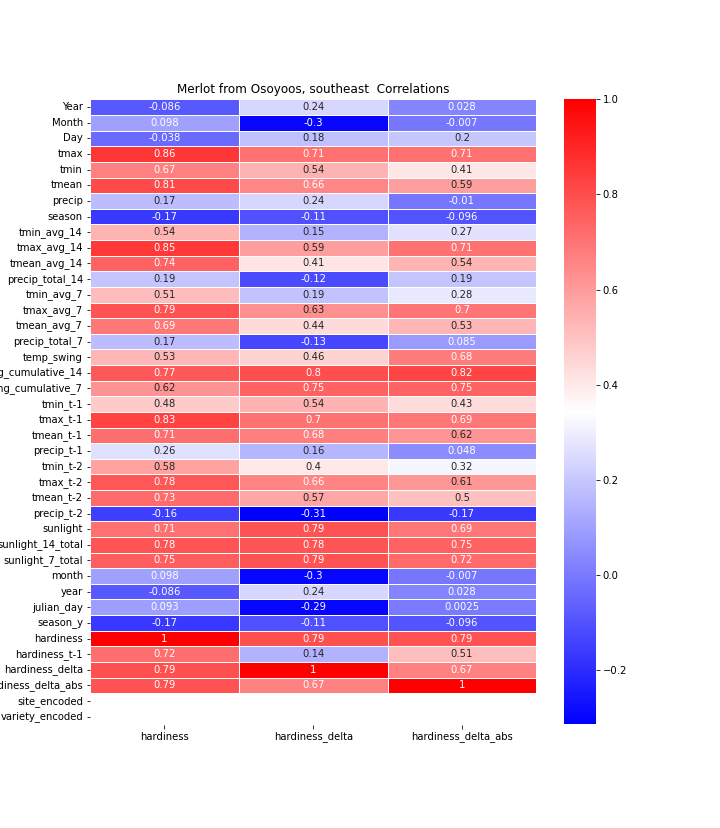 Merlot from Osoyoos, southeast  Correlations
Year -0.086 0.24 0.028
Month 0.098 -0.3 -0.007
Day -0.038 0.18 0.2
tmax 0.86 0.71 0.71
tmin 0.67 0.54 0.41
tmean 0.81 0.66 0.59
precip 0.17 0.24 -0.01
season -0.17 -0.11 -0.096
tmin_avg_14 0.54 0.15 0.27
tmax_avg_14 0.85 0.59 0.71
tmean_avg_14 0.74 0.41 0.54
precip_total_14 0.19 -0.12 0.19
tmin_avg_7 0.51 0.19 0.28
tmax_avg_7 0.79 0.63 0.7
tmean_avg_7 0.69 0.44 0.53
precip_total_7 0.17 -0.13 0.085
temp_swing 0.53 0.46 0.68
g_cumulative_14 0.77 0.8 0.82
ng_cumulative_7 0.62 0.75 0.75
tmin_t-1 0.48 0.54 0.43
tmax_t-1 0.83 0.7 0.69
tmean_t-1 0.71 0.68 0.62
precip_t-1 0.26 0.16 0.048
tmin_t-2 0.58 0.4 0.32
tmax_t-2 0.78 0.66 0.61
tmean_t-2 0.73 0.57 0.5
precip_t-2 -0.16 -0.31 -0.17
sunlight 0.71 0.79 0.69
sunlight_14_total 0.78 0.78 0.75
sunlight_7_total 0.75 0.79 0.72
month 0.098 -0.3 -0.007
year -0.086 0.24 0.028
julian_day 0.093 -0.29 0.0025
season_y -0.17 -0.11 -0.096
hardiness 1 0.79 0.79
hardiness_t-1 0.72 0.14 0.51
hardiness_delta 0.79 1 0.67
diness_delta_abs 0.79 0.67 1
site_encoded
variety_encoded
hardiness hardiness_delta hardiness_delta_abs
1.0
0.8
0.6
0.4
0.2
0.0
−0.2